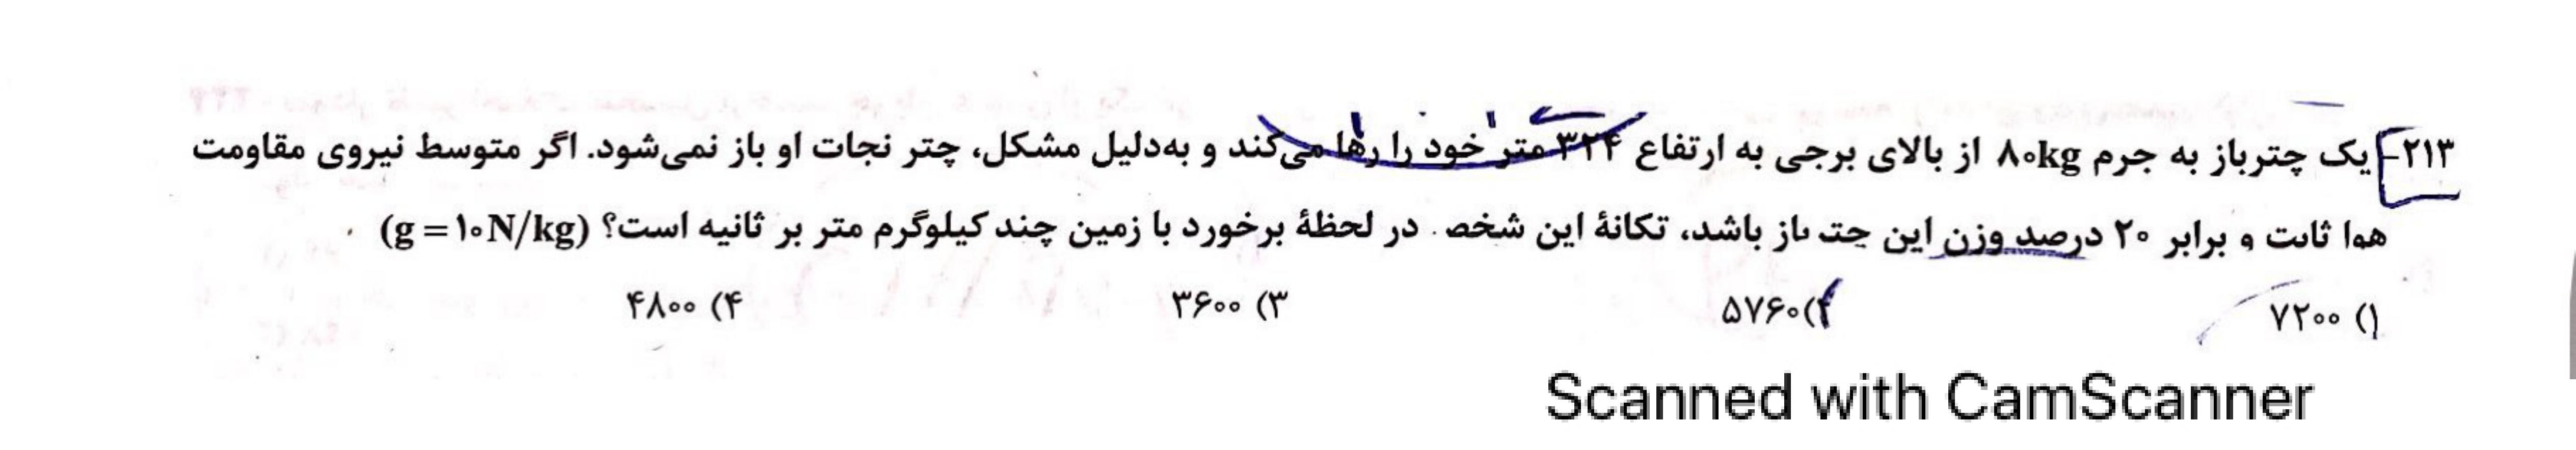 ۲۱۳- یک چترباز به جرم ۸۰kg از بالای برجی به ارتفاع ۳۲۴ متر خود را رها می‌کند و به‌دلیل مشکل، چتر نجات او باز نمی‌شود. اگر متوسط نیروی مقاومت
هوا ثابت و برابر ۲۰ درصد وزن این چترباز باشد، تکانهٔ این شخص در لحظهٔ برخورد با زمین چند کیلوگرم متر بر ثانیه است؟ (g = ۱۰N/kg)
۱) ۷۲۰۰ ۲) ۵۷۶۰ ۳) ۳۶۰۰ ۴) ۴۸۰۰
Scanned with CamScanner